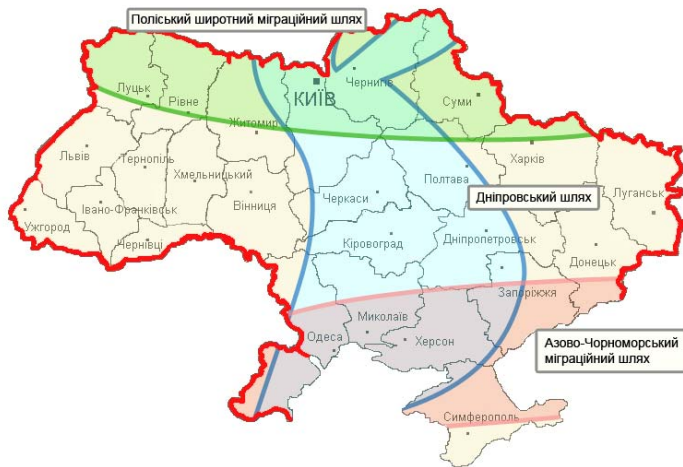 Поліський широтний міграційний шлях
Луцьк
Рівне
Житомир
КИЇВ
Чернігів
Суми
Львів
Тернопіль
Хмельницький
Вінниця
Ужгород
Івано-Франківськ
Чернівці
Черкаси
Полтава
Харків
Луганськ
Дніпровський шлях
Кіровоград
Дніпропетровськ
Донецьк
Запоріжжя
Миколаїв
Одеса
Херсон
Азово-Чорноморський
міграційний шлях
Симферополь